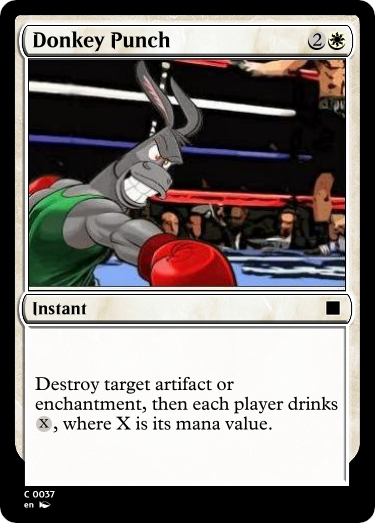 Donkey Punch 2
Instant
Destroy target artifact or
enchantment, then each player drinks
X, where X is its mana value.
C 0037
en